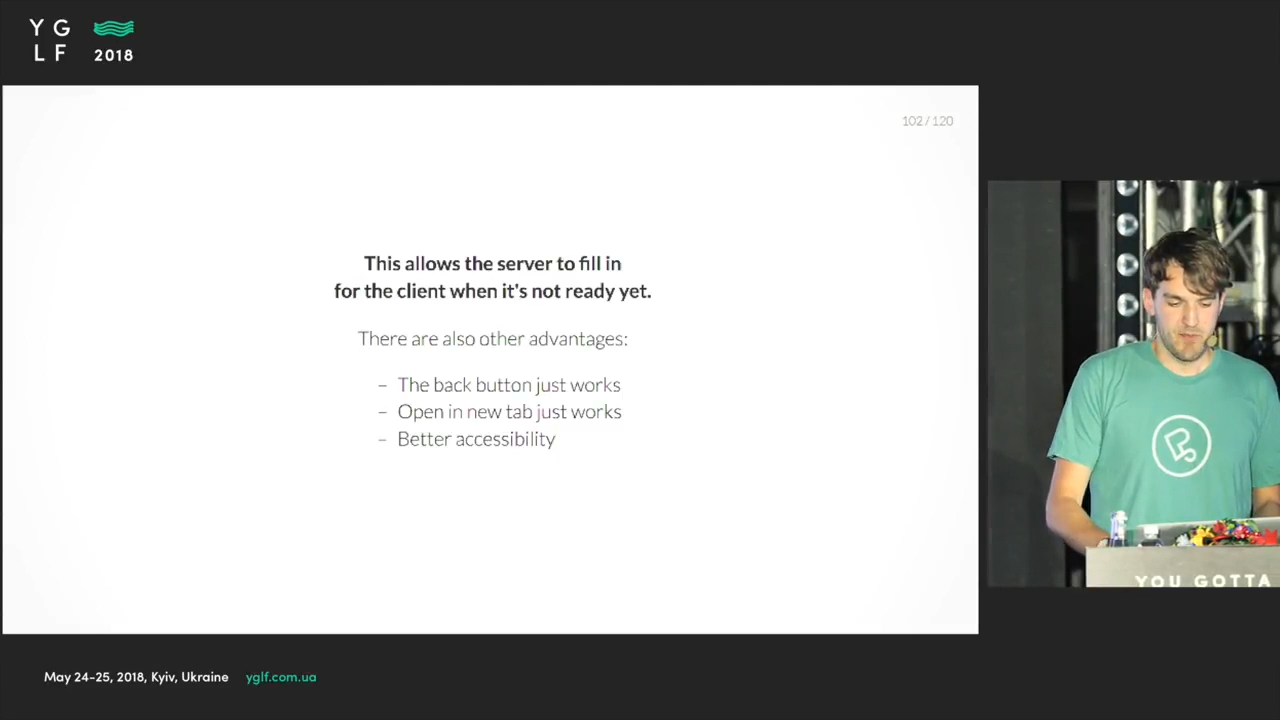 Y G
L F
2018
102 / 120
This allows the server to fill in
for the client when it's not ready yet.
There are also other advantages:
– The back button just works
– Open in new tab just works
– Better accessibility
YOU GOTTA
May 24-25, 2018, Kyiv, Ukraine yglf.com.ua